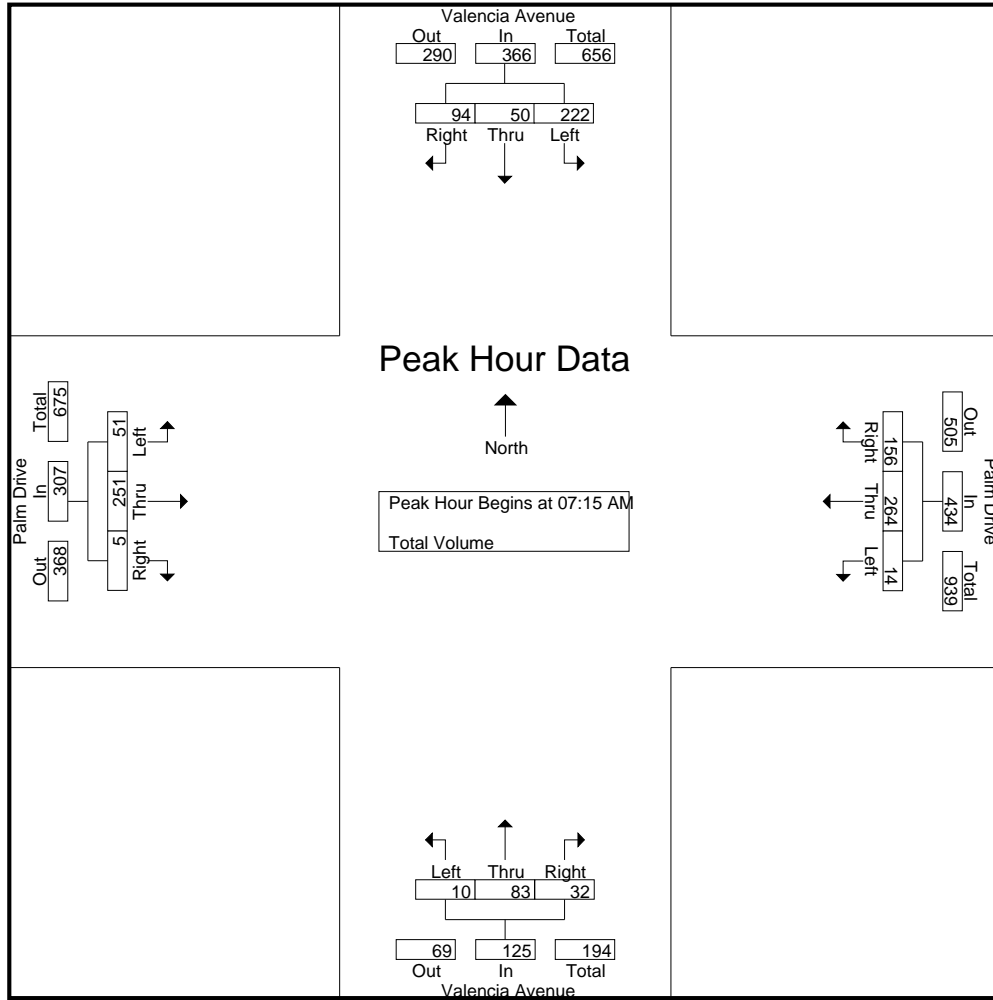 Valencia Avenue
Out In Total
290 366 656
94 50 222
Right Thru Left
Peak Hour Data
North
Peak Hour Begins at 07:15 AM
Total Volume
Palm Drive
Out In Total
368 307 675
Left Thru Right
51 251 5
Palm Drive
Out In Total
505 434 939
Right Thru Left
156 264 14
Left Thru Right
10 83 32
69 125 194
Out In Total
Valencia Avenue